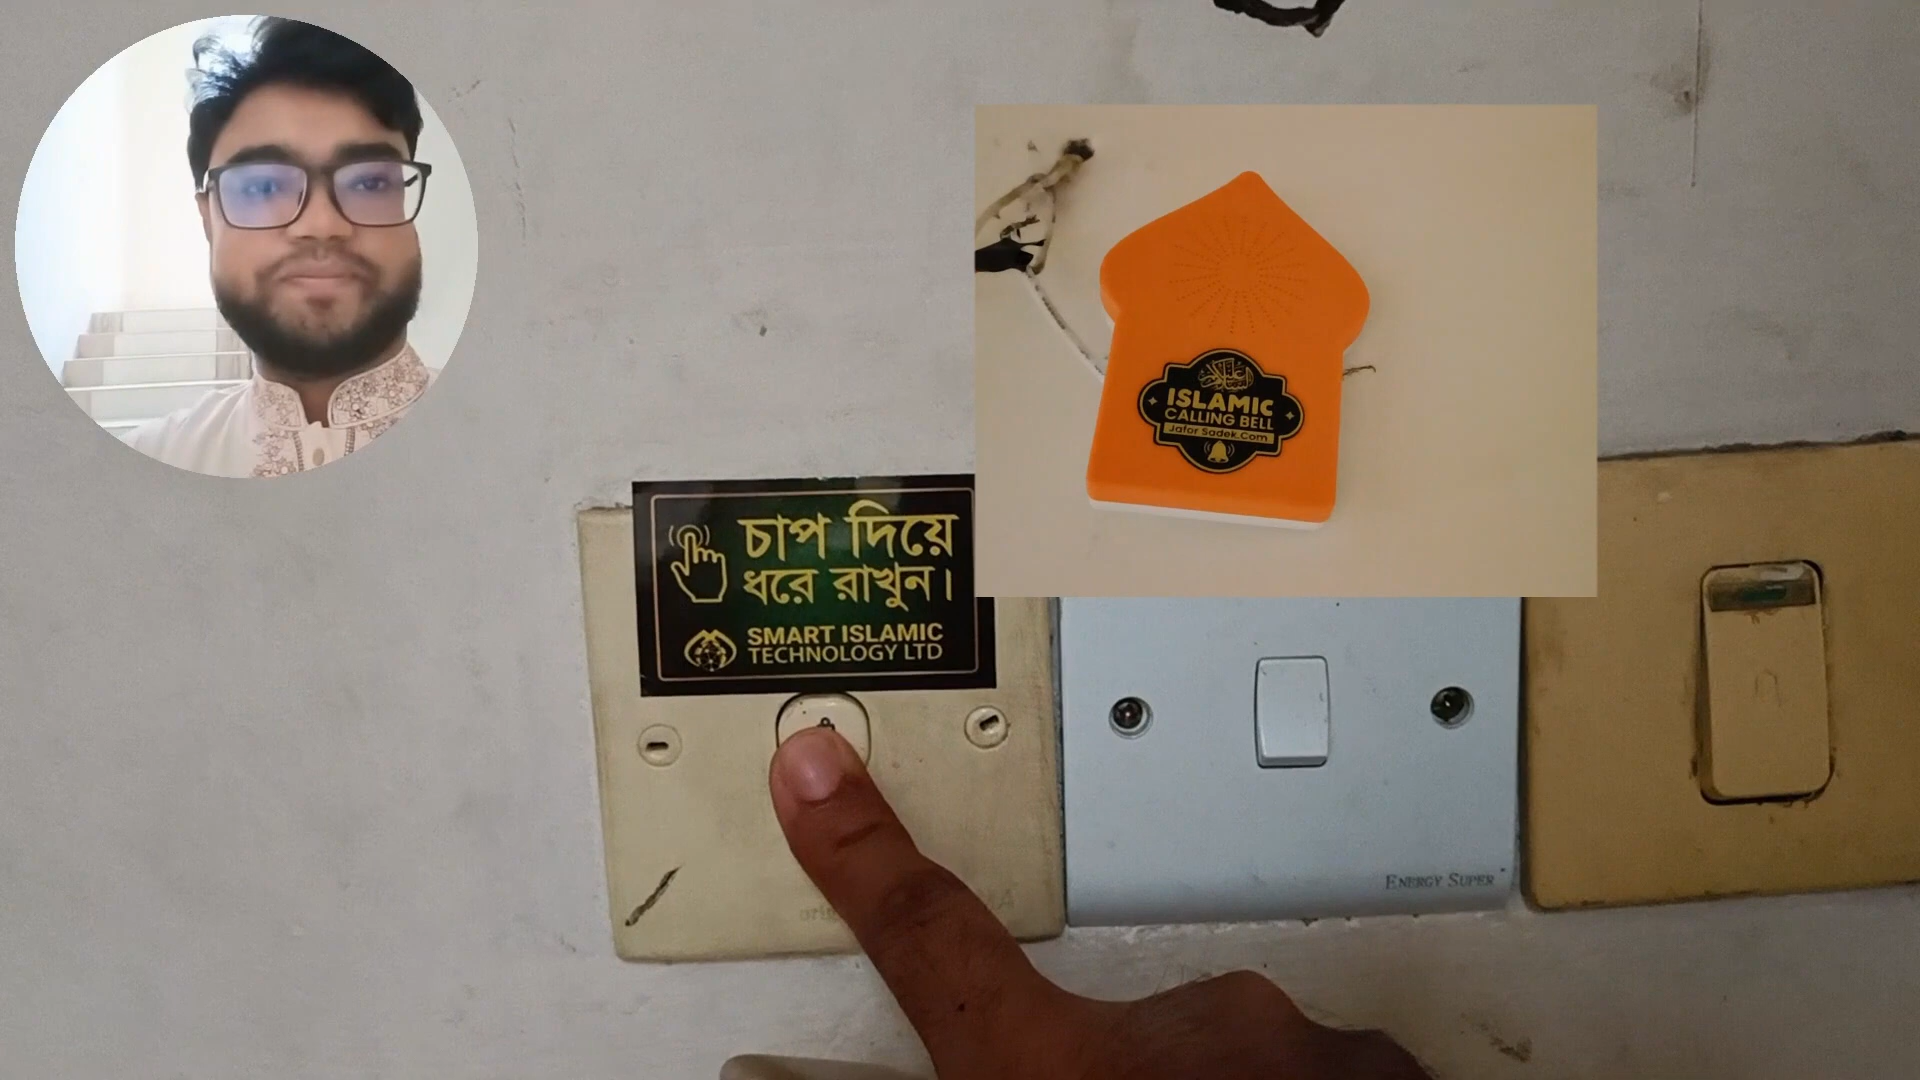 চাপ দিয়ে
ধরে রাখুন।
SMART ISLAMIC
TECHNOLOGY LTD
ISLAMIC
CALLING BELL
Jafor Sadek.Com
ENERGY SUPER